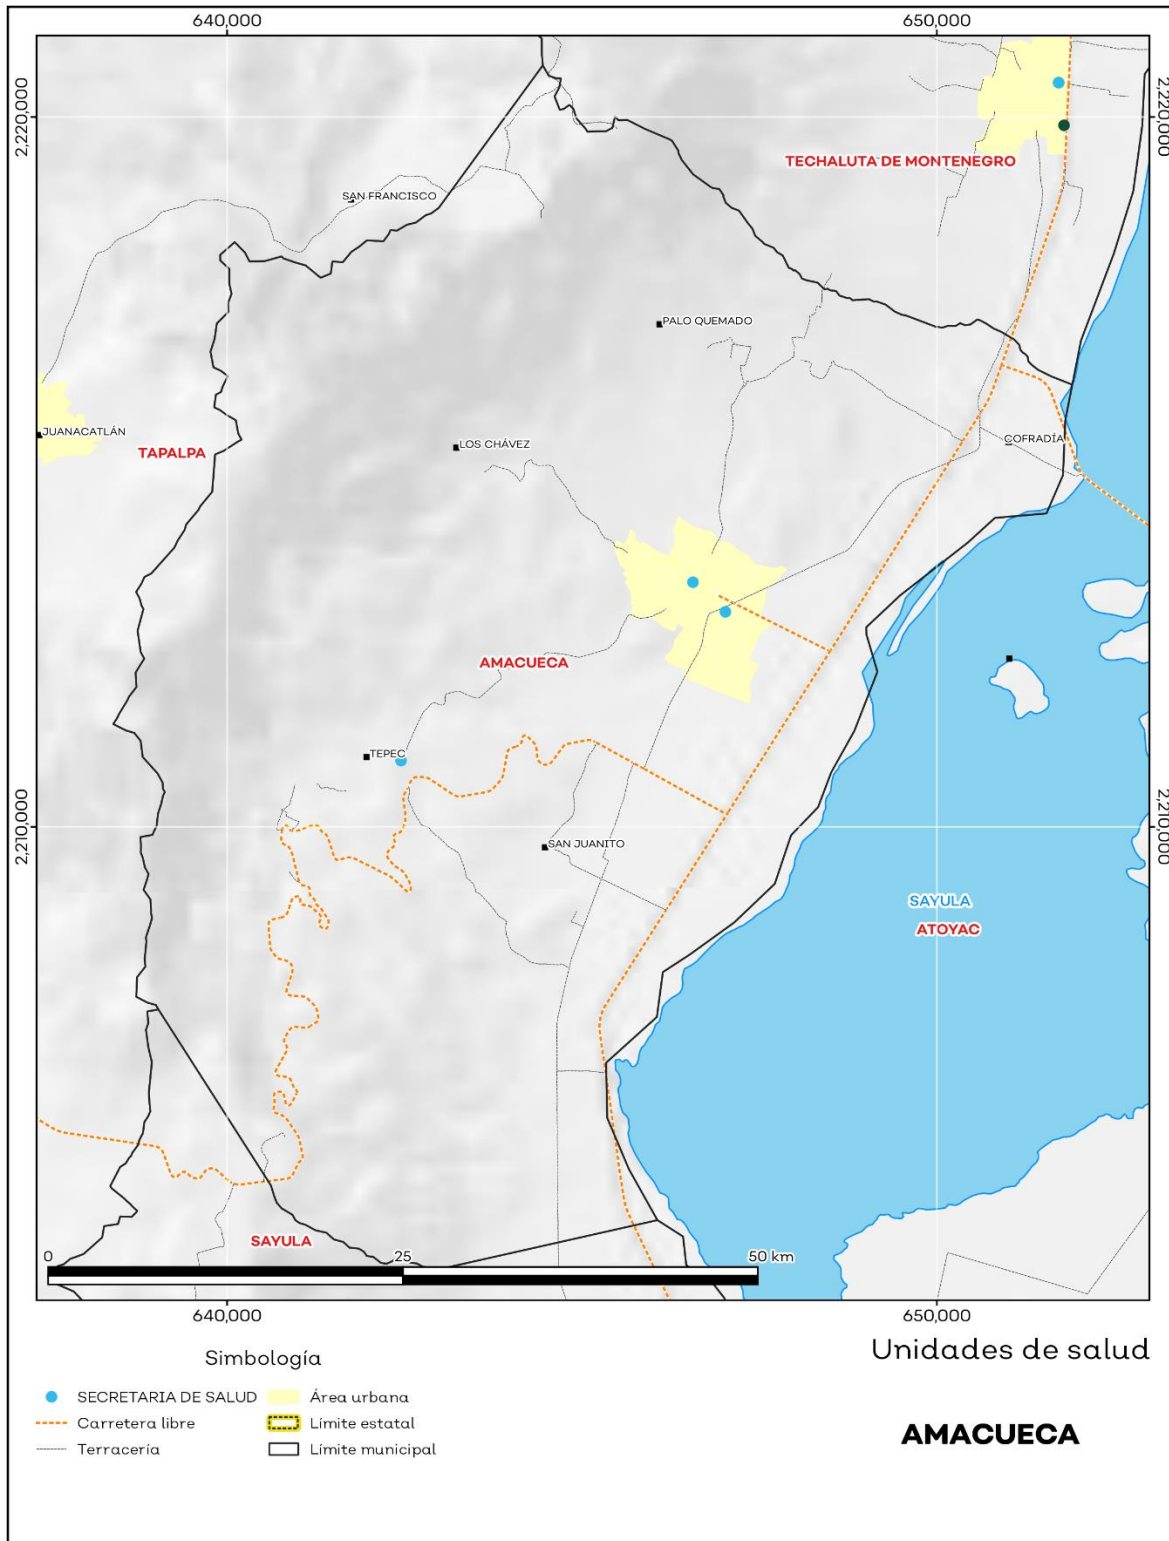 640,000
650,000
2,220,000
2,220,000
TECHALUTA DE MONTENEGRO
SAN FRANCISCO
PALO QUEMADO
JUANACATLÁN
TAPALPA
LOS CHÁVEZ
COFRADÍA
AMACUECA
TEPEC
2,210,000
2,210,000
SAN JUANITO
SAYULA
ATOYAC
SAYULA
0
25
50 km
640,000
650,000
Simbología
Unidades de salud
SECRETARIA DE SALUD
Área urbana
Carretera libre
Límite estatal
Terracería
Límite municipal
AMACUECA